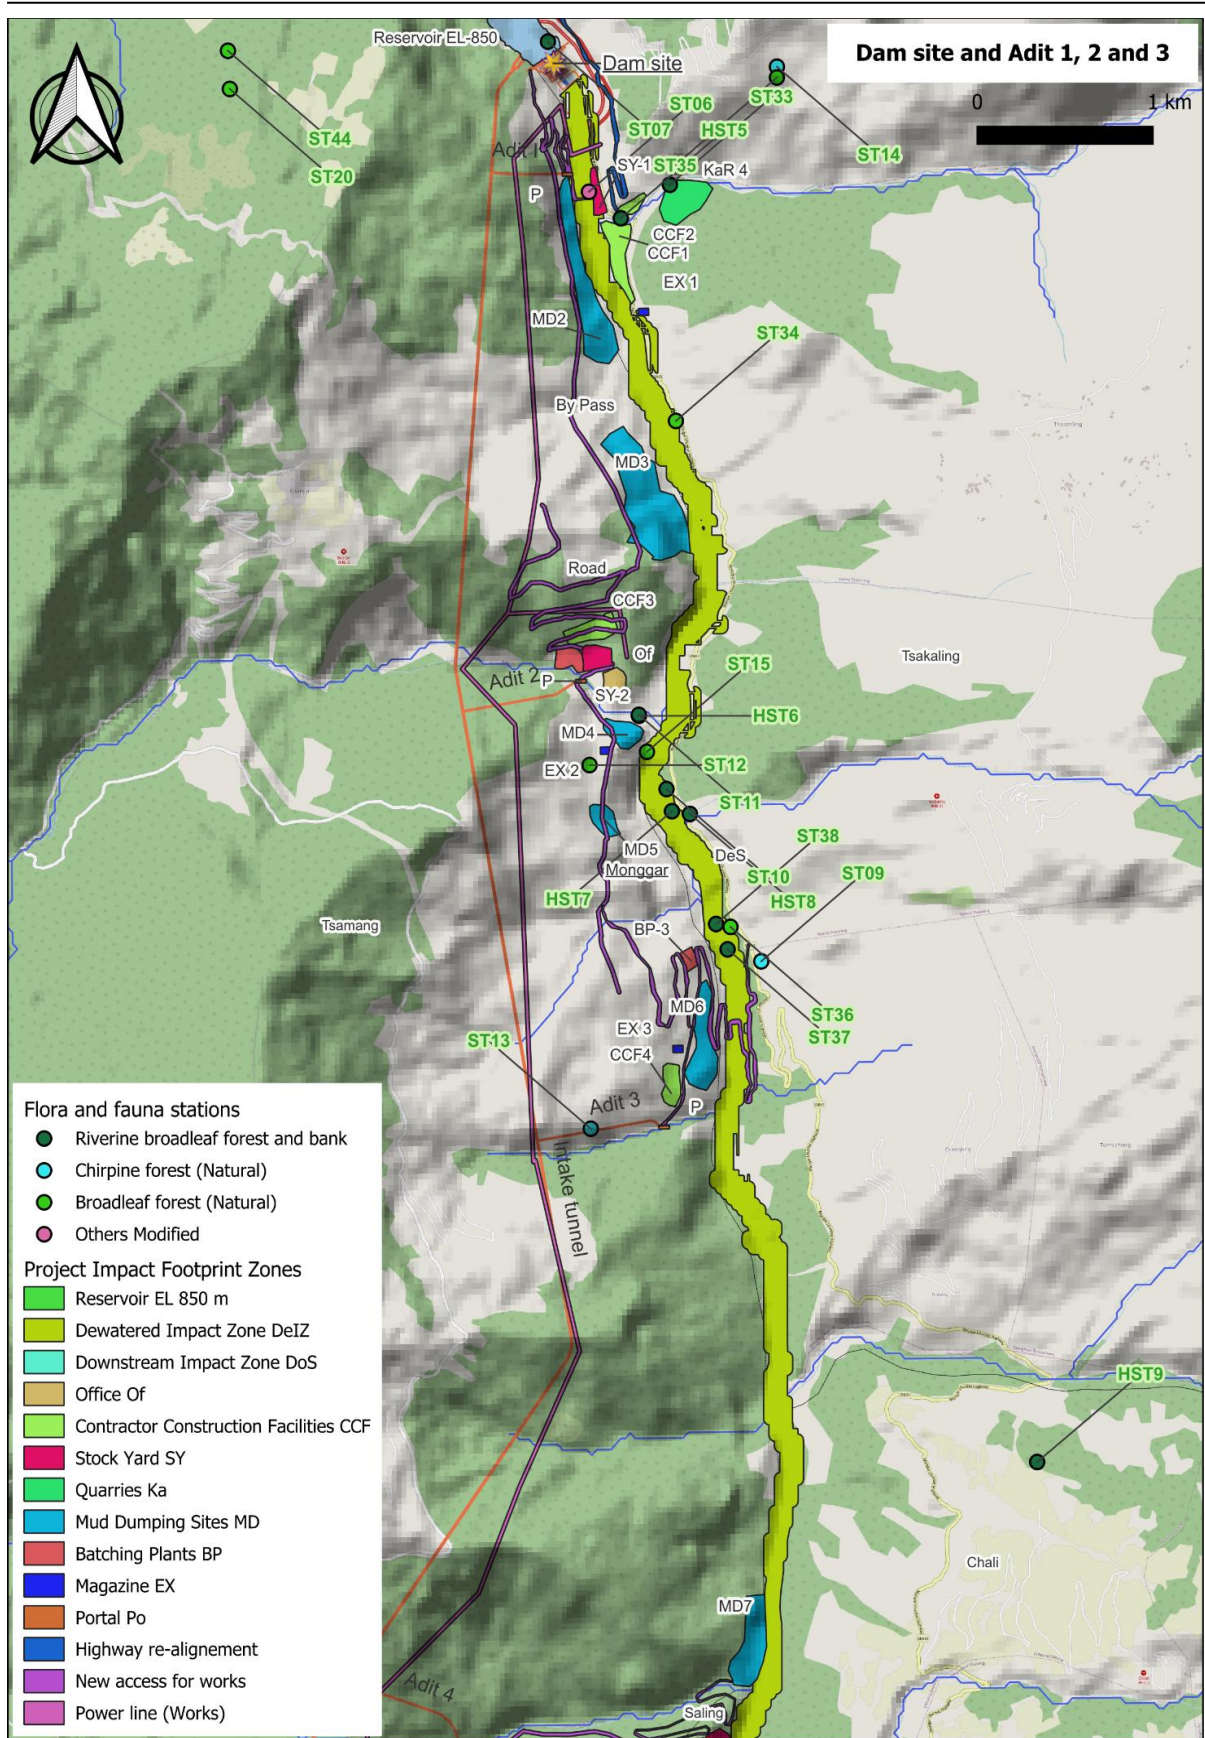 Reservoir EL-850
Dam site
Dam site and Adit 1, 2 and 3
0 1 km
ST44
ST20
ST06
ST33
ST07
HST5
ST14
Adit 1
SY-1
ST35
KaR 4
P
CCF2
CCF1
EX 1
MD2
ST34
By Pass
MD3
Road
CCF3
Of
Tsakaling
ST15
Adit 2
P
SY-2
HST6
MD4
EX 2
ST12
ST11
MD5
DeS
ST38
Monggar
ST10
ST09
HST7
HST8
Tsamang
BP-3
MD6
ST36
EX 3
ST37
ST13
CCF4
Adit 3
P
Intake tunnel
HST9
Chali
MD7
Adit 4
Saling
Flora and fauna stations
Riverine broadleaf forest and bank
Chirpine forest (Natural)
Broadleaf forest (Natural)
Others Modified
Project Impact Footprint Zones
Reservoir EL 850 m
Dewatered Impact Zone DeIZ
Downstream Impact Zone DoS
Office Of
Contractor Construction Facilities CCF
Stock Yard SY
Quarries Ka
Mud Dumping Sites MD
Batching Plants BP
Magazine EX
Portal Po
Highway re-alignement
New access for works
Power line (Works)